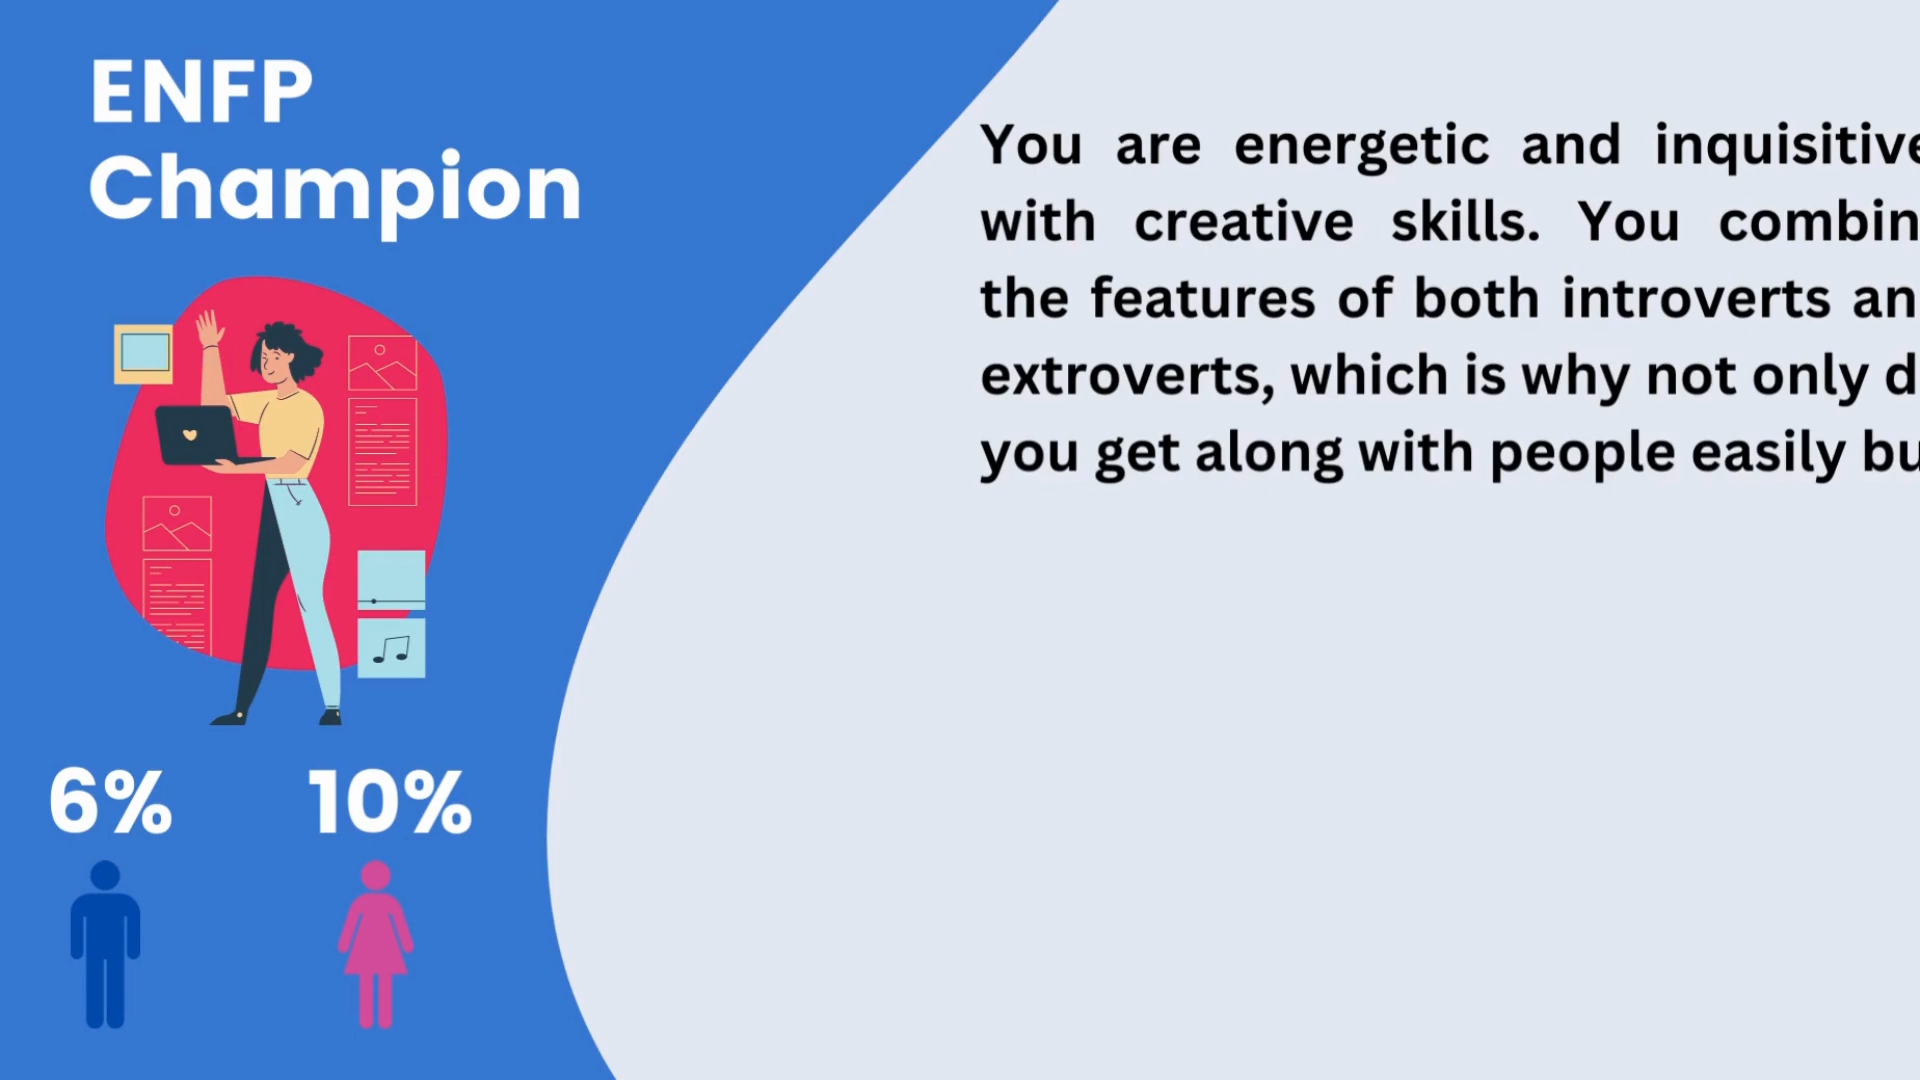 ENFP
Champion
You are energetic and inquisitive
with creative skills. You combin
the features of both introverts an
extroverts, which is why not only d
you get along with people easily bu
6% 10%